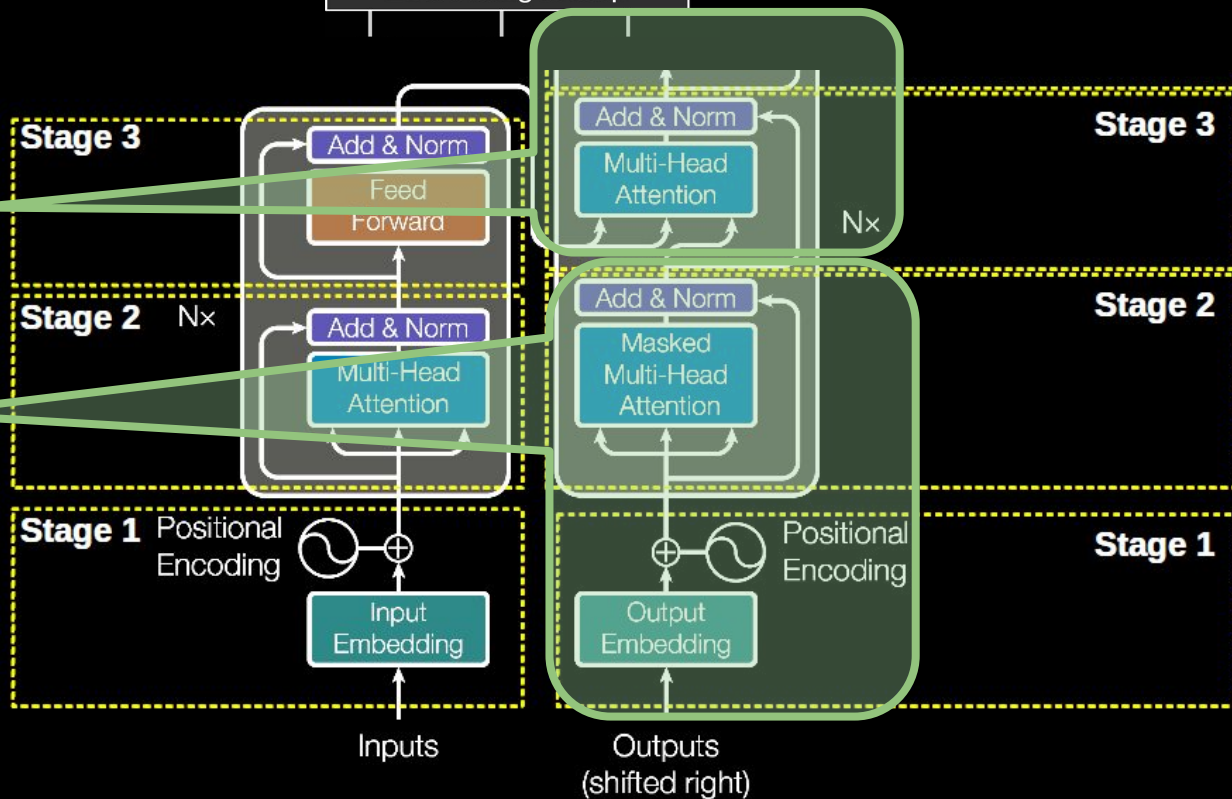 Stage 3
Add & Norm
Feed
Forward
Stage 2
Nx
Add & Norm
Multi-Head
Attention
Stage 1
Positional
Encoding
Input
Embedding
Inputs
Add & Norm
Multi-Head
Attention
Nx
Stage 3
Add & Norm
Masked
Multi-Head
Attention
Stage 2
Positional
Encoding
Output
Embedding
Stage 1
Outputs
(shifted right)